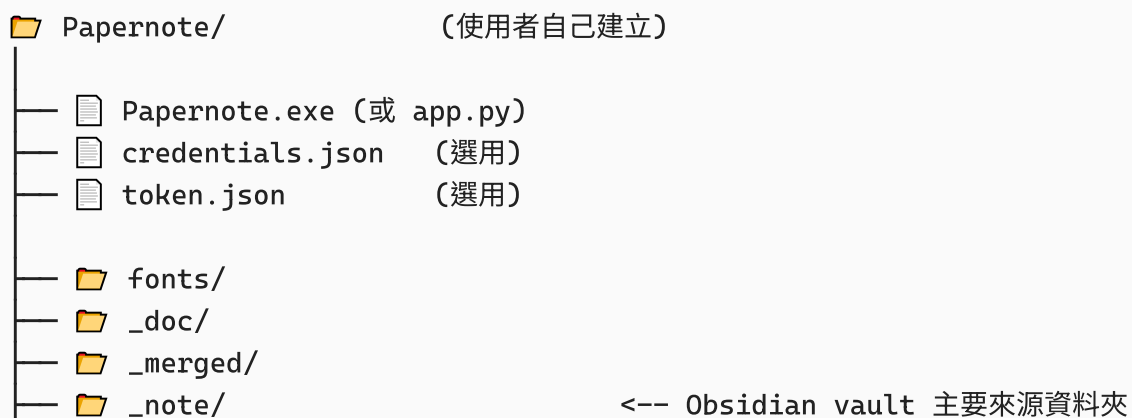 📂 Papernote/ (使用者自己建立)
│
├── 📄 Papernote.exe (或 app.py)
├── 📄 credentials.json (選用)
├── 📄 token.json (選用)
│
├── 📂 fonts/
├── 📂 _doc/
├── 📂 _merged/
├── 📂 _note/ <-- Obsidian vault 主要來源資料夾